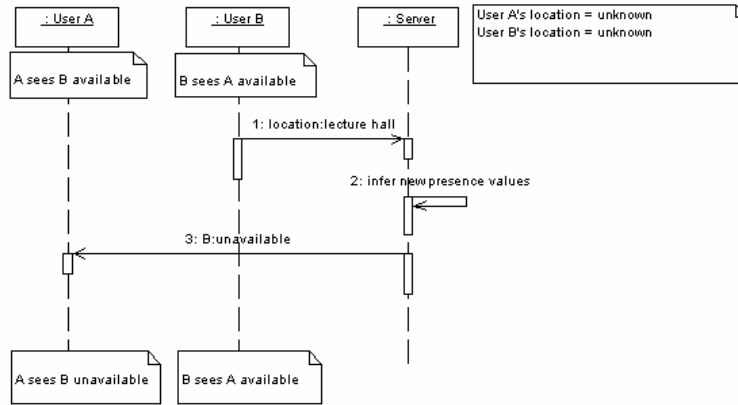 : User A
: User B
: Server
User A's location = unknown
User B's location = unknown
A sees B available
B sees A available
1: location:lecture hall
2: infer new presence values
3: B:unavailable
A sees B unavailable
B sees A available